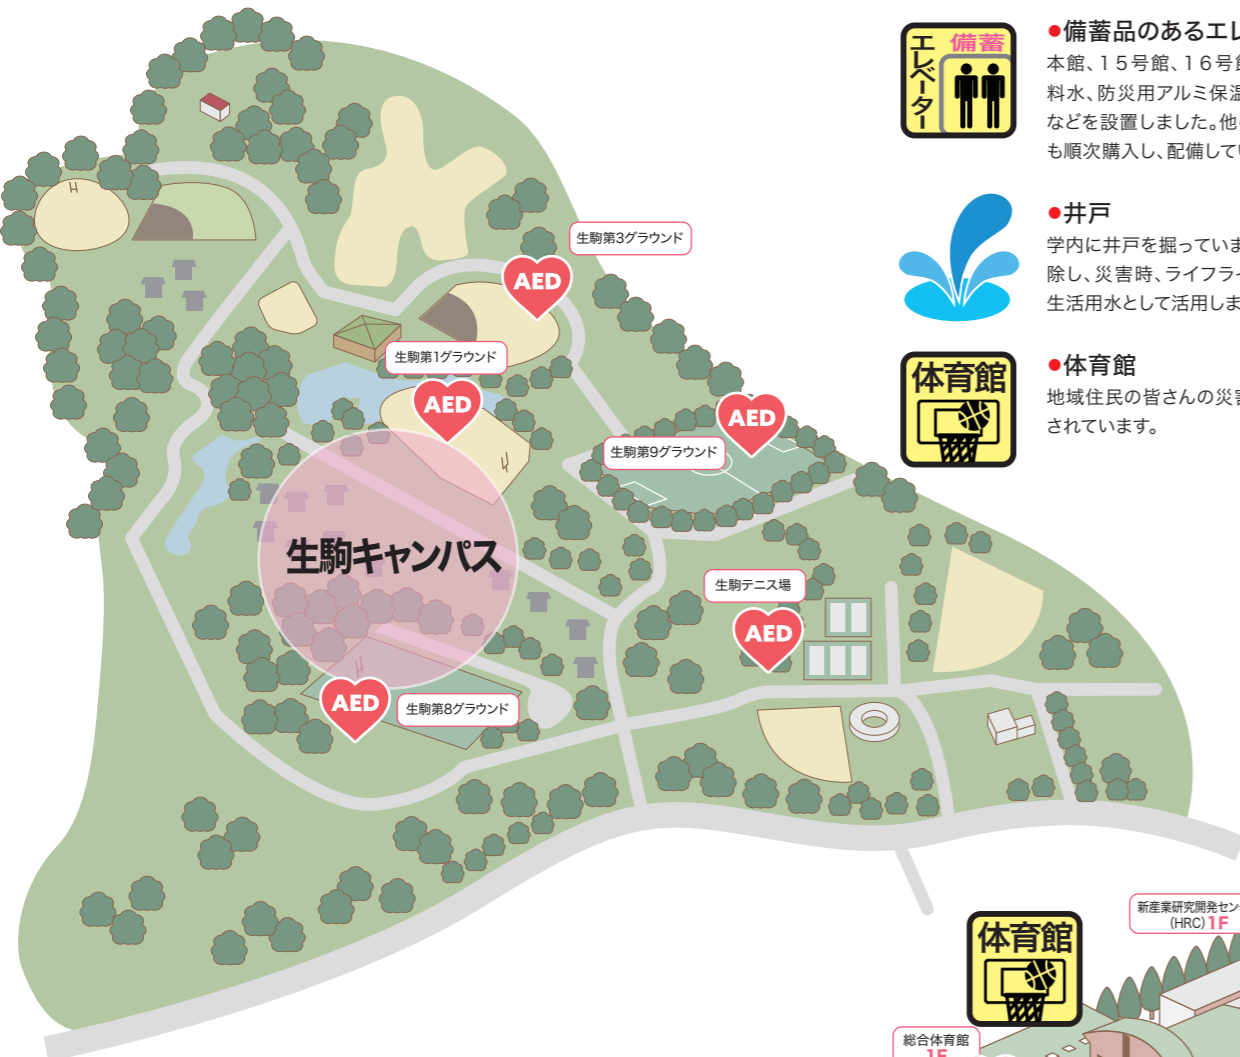 エレベーター
備蓄
●備蓄品のあるエレ
本館、15号館、16号館
料水、防災用アルミ保温
などを設置しました。他
も順次購入し、配備してい
●井戸
学内に井戸を掘っていま
除し、災害時、ライフライ
生活用水として活用しま
体育館
●体育館
地域住民の皆さんの災害
されています。
生駒第3グラウンド
AED
生駒第1グラウンド
AED
AED
生駒第9グラウンド
生駒キャンパス
生駒テニス場
AED
AED
生駒第8グラウンド
体育館
新産業研究開発セン
(HRC)1F
総合体育館
1F